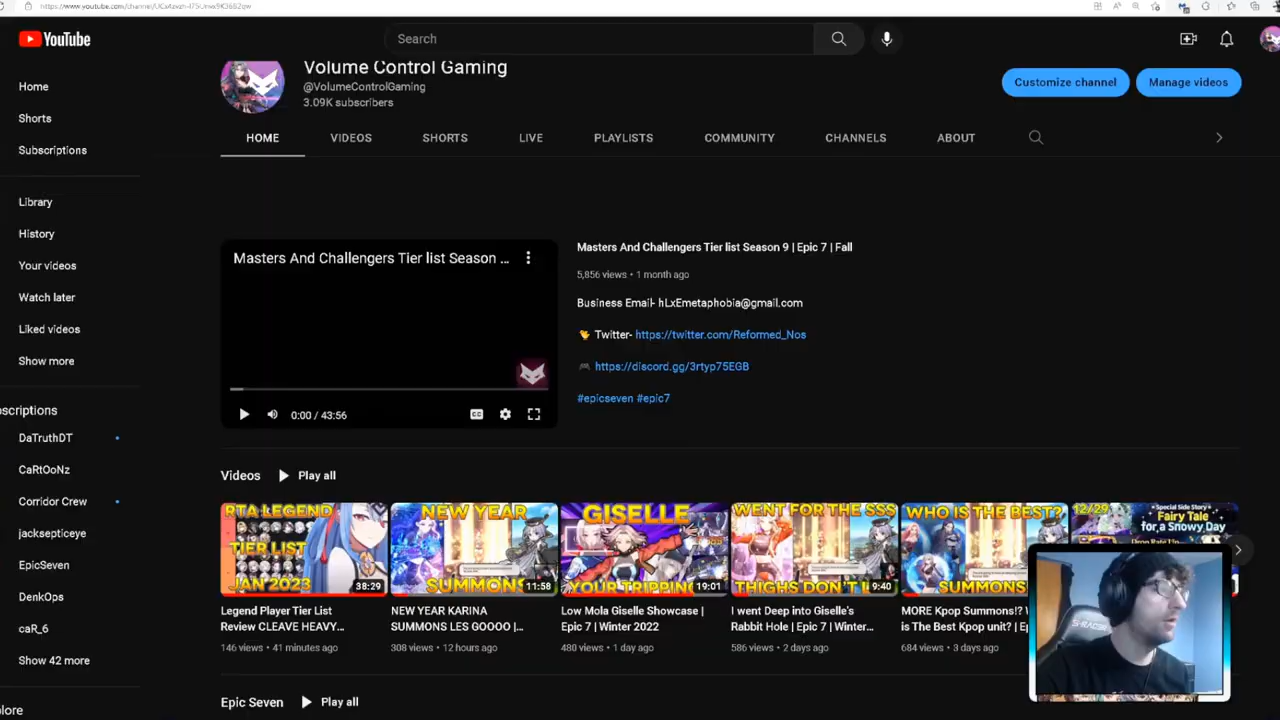 YouTube
Search
Home
Shorts
Subscriptions
Library
History
Your videos
Watch later
Liked videos
Show more
scriptions
DaTruthDT
CaRtOoNz
Corridor Crew
jacksepticeye
EpicSeven
DenkOps
caR_6
Show 42 more
plore
Volume Control Gaming
@VolumeControlGaming
3.09K subscribers
Customize channel
Manage videos
HOME VIDEOS SHORTS LIVE PLAYLISTS COMMUNITY CHANNELS ABOUT
Masters And Challengers Tier list Season ...
0:00 / 43:56
Masters And Challengers Tier list Season 9 | Epic 7 | Fall
5,856 views • 1 month ago
Business Email- hLxEmetaphobia@gmail.com
Twitter- https://twitter.com/Reformed_Nos
https://discord.gg/3rtyp75EGB
#epicseven #epic7
Videos Play all
RTA LEGEND
TIER LIST
JAN 2023
38:29
Legend Player Tier List
Review CLEAVE HEAVY...
146 views • 41 minutes ago
NEW YEAR
SUMMONS
11:58
NEW YEAR KARINA
SUMMONS LES GOOOO |...
308 views • 12 hours ago
GISELLE
YOUR TRIPPING
19:01
Low Mola Giselle Showcase |
Epic 7 | Winter 2022
480 views • 1 day ago
WENT FOR THE SSS
THIGHS DON'T
9:40
I went Deep into Giselle's
Rabbit Hole | Epic 7 | Winter...
586 views • 2 days ago
WHO IS THE BEST?
SUMMONS
MORE Kpop Summons!?
is The Best Kpop unit? |
684 views • 3 days ago
12/29
Special Side Story
Fairy Tale
for a Snowy Day
Epic Seven Play all